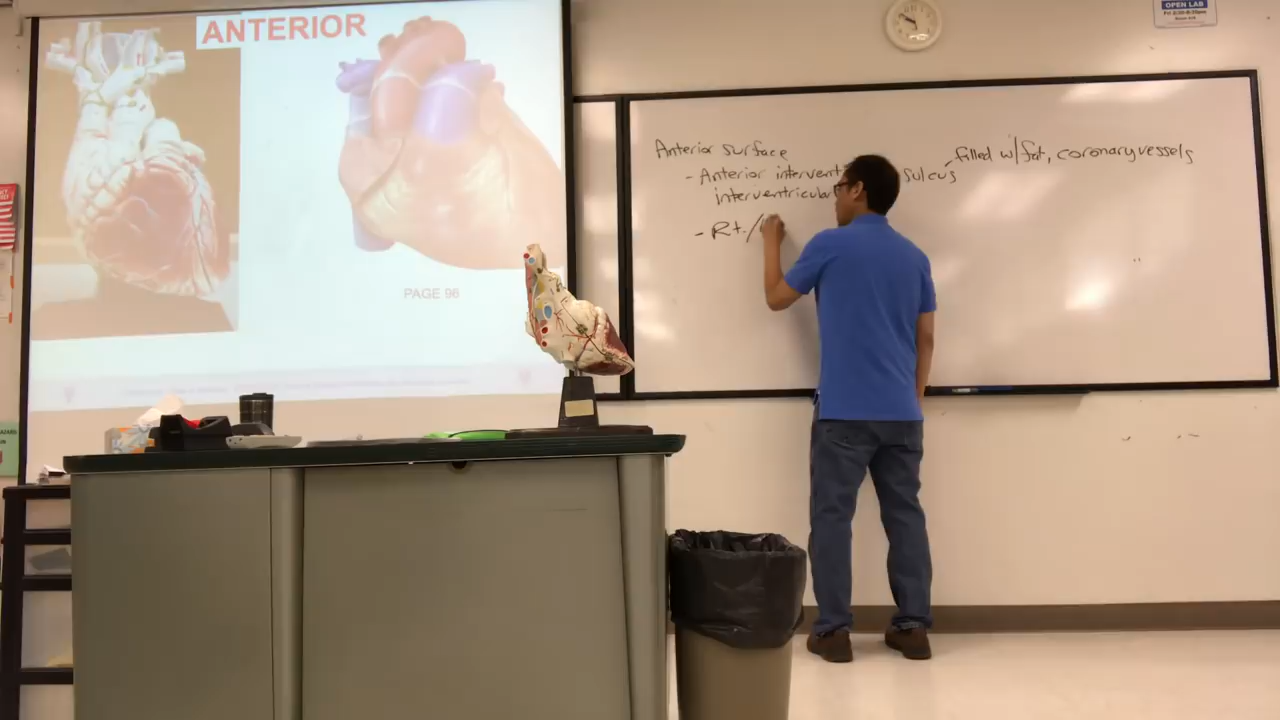 ANTERIOR
PAGE 96
OPEN LAB
Anterior surface
- Anterior intervent sulcus filled w/ fat, coronary vessels
interventricular
- Rt. /